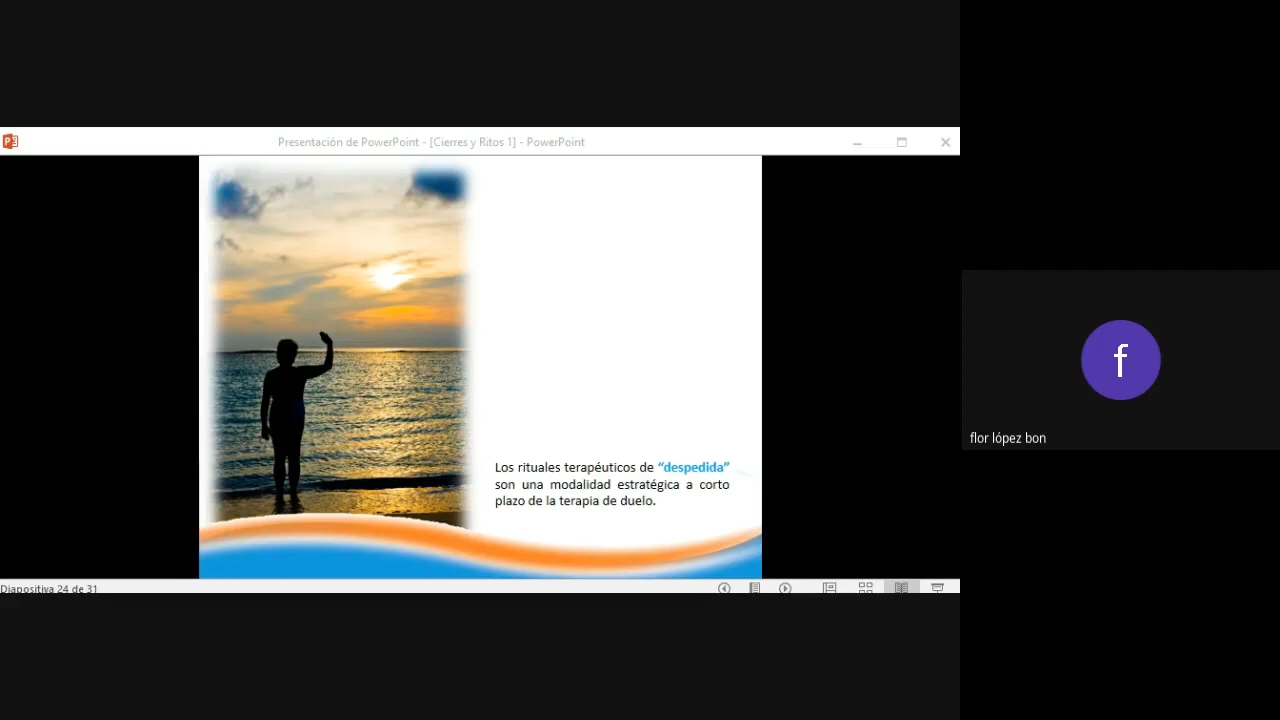 Presentación de PowerPoint - [Cierres y Ritos 1] - PowerPoint
Los rituales terapéuticos de “despedida”
son una modalidad estratégica a corto
plazo de la terapia de duelo.
f
flor lópez bon
Diapositiva 24 de 31